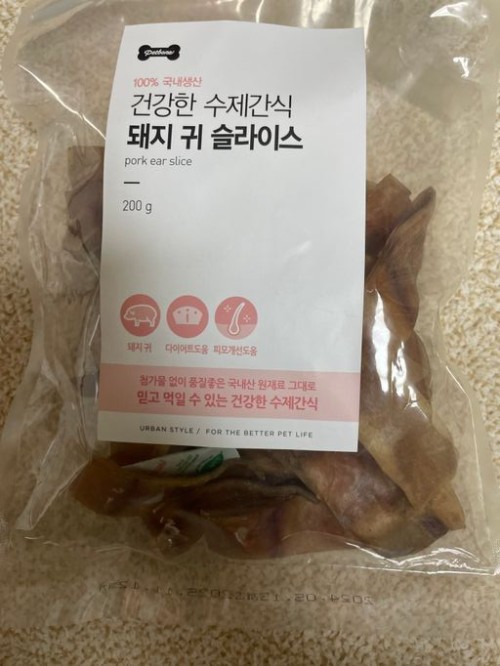 Petbone
100% 국내생산
건강한 수제간식
돼지 귀 슬라이스
pork ear slice
200 g
돼지 귀
다이어트도움
피모개선도움
첨가물 없이 품질좋은 국내산 원재료 그대로
믿고 먹일 수 있는 건강한 수제간식
URBAN STYLE / FOR THE BETTER PET LIFE